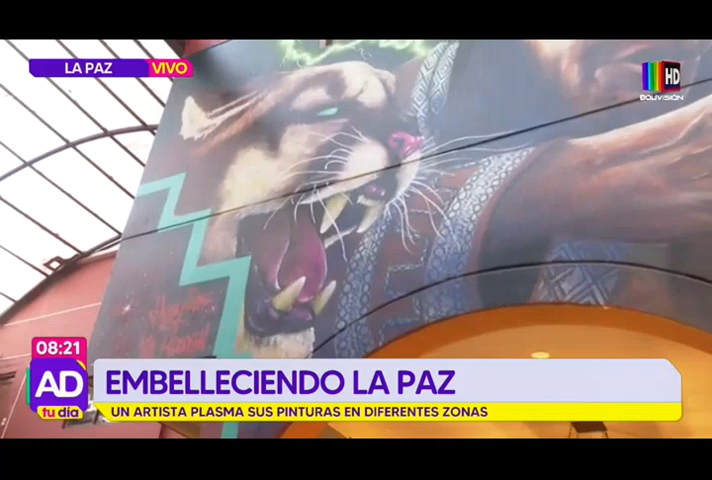 LA PAZ VIVO
HD
BOLIVISIÓN
08:21
AD
tu día
EMBELLECIENDO LA PAZ
UN ARTISTA PLASMA SUS PINTURAS EN DIFERENTES ZONAS